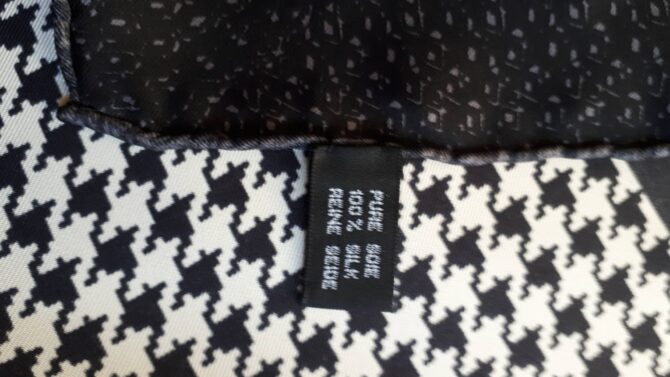 PURE SOIE
100% SILK
REINE SEIDE